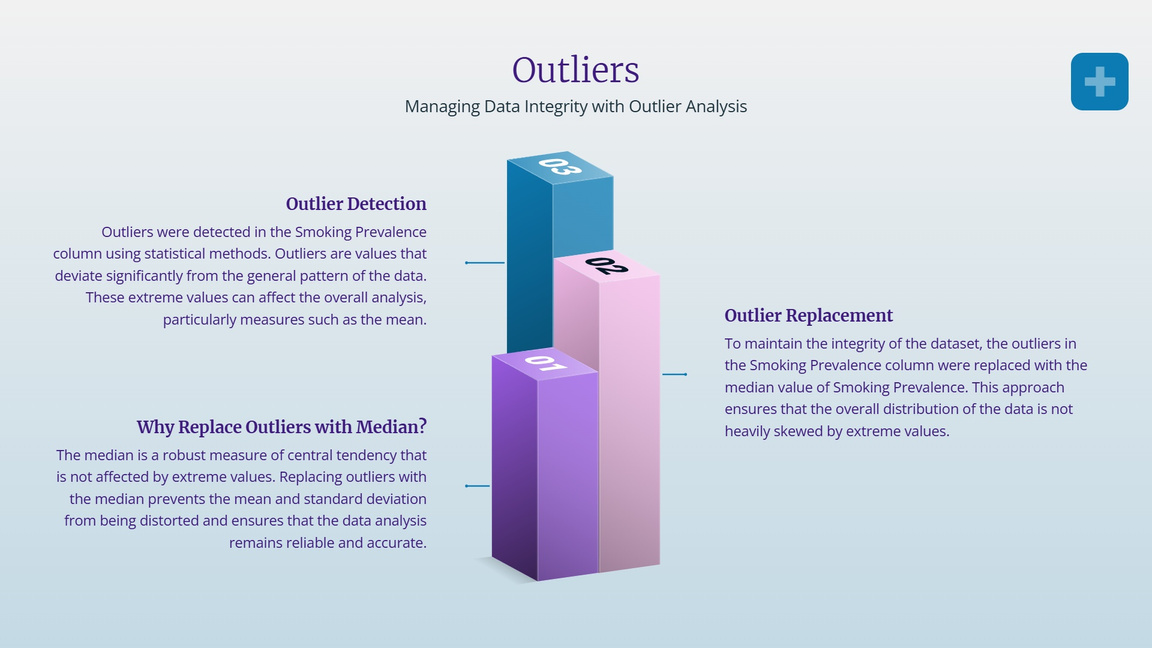 Outliers
Managing Data Integrity with Outlier Analysis
03
Outlier Detection
Outliers were detected in the Smoking Prevalence
column using statistical methods. Outliers are values that
deviate significantly from the general pattern of the data.
These extreme values can affect the overall analysis,
particularly measures such as the mean.
02
Outlier Replacement
To maintain the integrity of the dataset, the outliers in
the Smoking Prevalence column were replaced with the
median value of Smoking Prevalence. This approach
ensures that the overall distribution of the data is not
heavily skewed by extreme values.
01
Why Replace Outliers with Median?
The median is a robust measure of central tendency that
is not affected by extreme values. Replacing outliers with
the median prevents the mean and standard deviation
from being distorted and ensures that the data analysis
remains reliable and accurate.